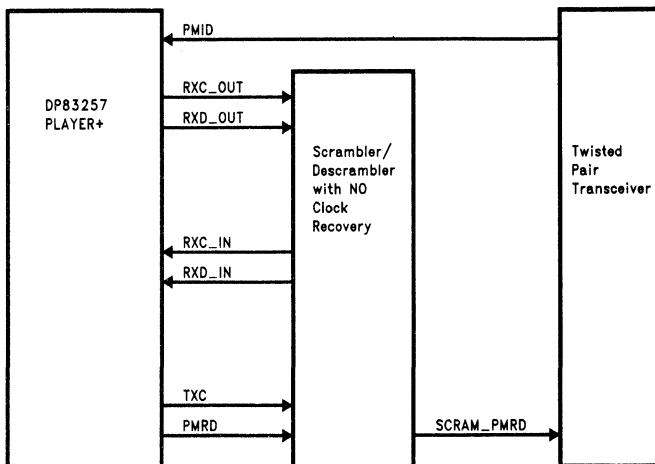 PMID
RXC_OUT
DP83257
PLAYER+
RXD_OUT
Scrambler/
Descrambler
with NO
Clock
Recovery
Twisted
Pair
Transceiver
RXC_IN
RXD_IN
TXC
PMRD
SCRAM_PMRD